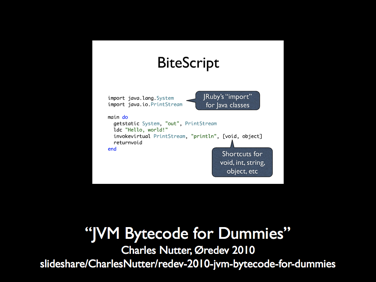 BiteScript
import java.lang.System
import java.io.PrintStream
JRuby's "import"
for Java classes
main do
getstatic System, "out", PrintStream
ldc "Hello, world!"
invokevirtual PrintStream, "println", [void, object]
returnvoid
end
Shortcuts for
void, int, string,
object, etc
“JVM Bytecode for Dummies”
Charles Nutter, Øredev 2010
slideshare/CharlesNutter/redev-2010-jvm-bytecode-for-dummies